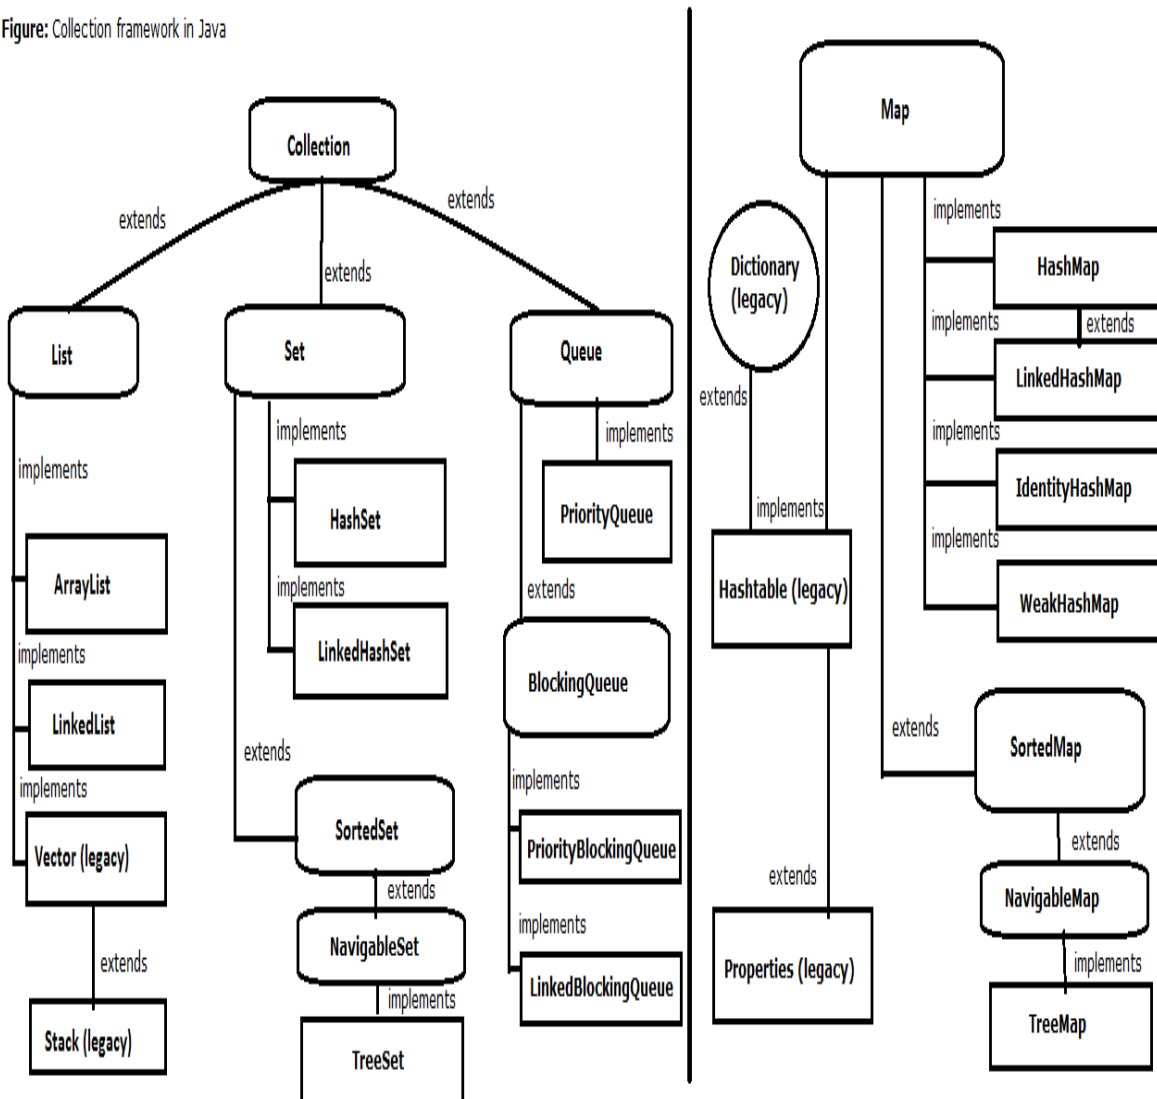 Figure: Collection framework in Java
Collection
extends
extends
extends
List
Set
Queue
implements
implements
implements
HashSet
PriorityQueue
ArrayList
implements
extends
implements
LinkedHashSet
BlockingQueue
LinkedList
extends
implements
implements
SortedSet
Vector (legacy)
PriorityBlockingQueue
extends
implements
NavigableSet
extends
implements
LinkedBlockingQueue
Stack (legacy)
TreeSet
Map
implements
Dictionary
(legacy)
HashMap
implements
extends
LinkedHashMap
extends
implements
IdentityHashMap
implements
implements
Hashtable (legacy)
WeakHashMap
extends
SortedMap
extends
extends
NavigableMap
Properties (legacy)
implements
TreeMap